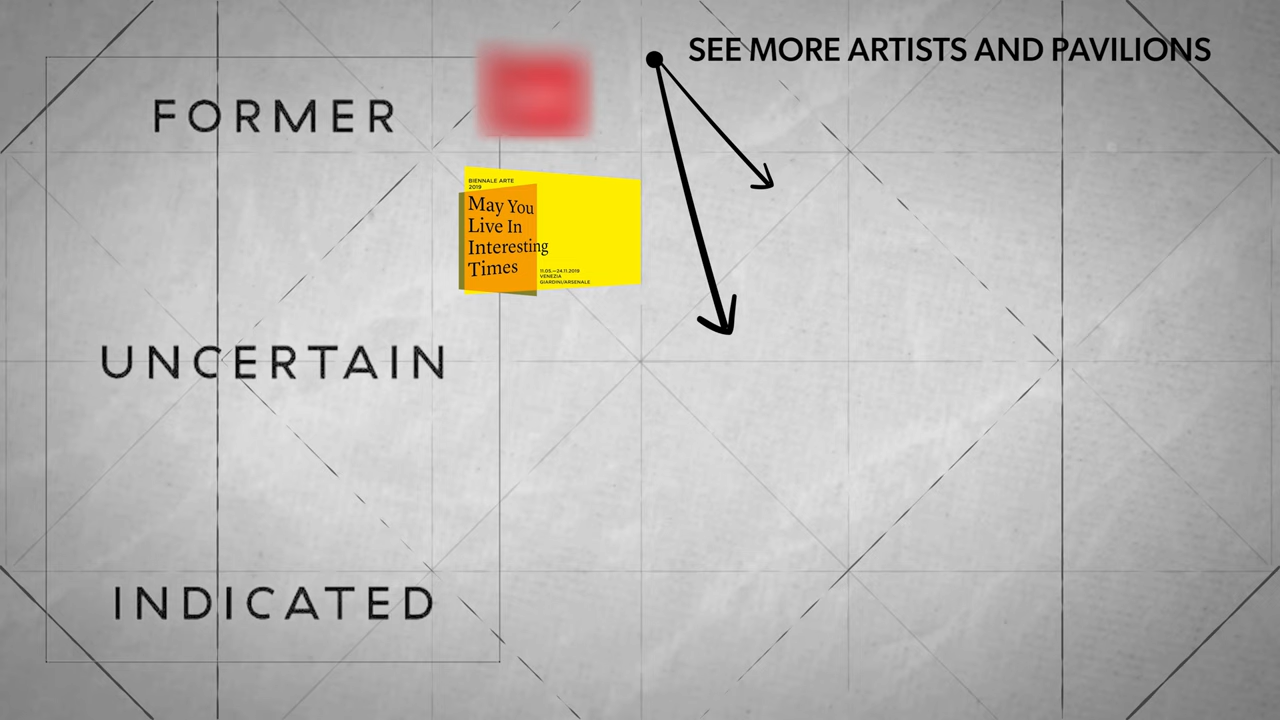 SEE MORE ARTISTS AND PAVILIONS
FORMER
BIENNALE ARTE
2019
May You
Live In
Interesting
Times
11.05.—24.11.2019
VENEZIA
GIARDINI/ARSENALE
UNCERTAIN
INDICATED